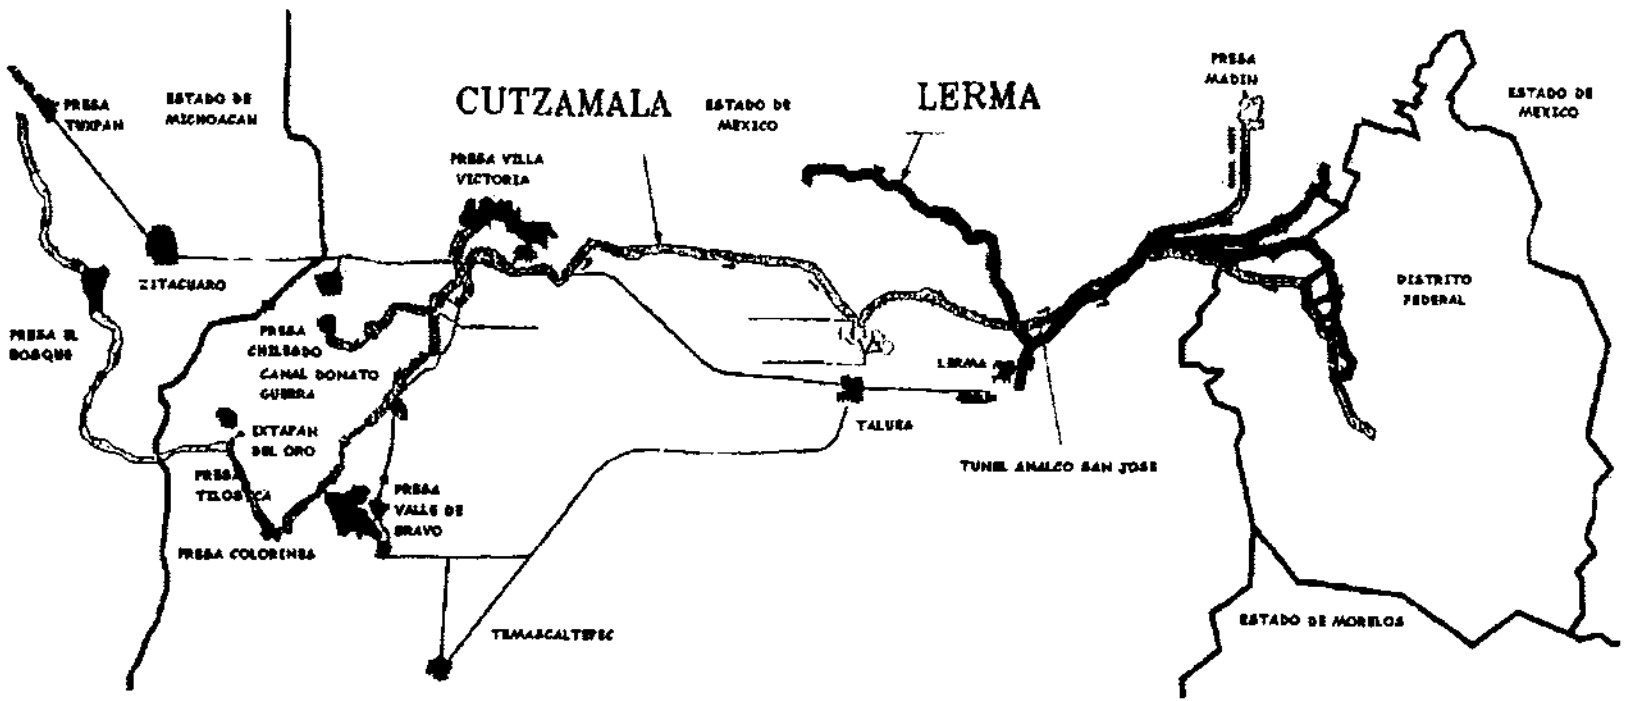 PRESA
TUXPAN
ESTADO DE
MICHOACAN
CUTZAMALA
ESTADO DE
MEXICO
LERMA
PRESA
MADIN
ESTADO DE
MEXICO
PRESA VILLA
VICTORIA
ZITACUARO
PRESA EL
BOSQUE
PRESA
CHILESDO
CANAL DONATO
GUERRA
IXTAPAN
DEL ORO
PRESA
PRESA COLORINES
PRESA
VALLE DE
BRAVO
TEMASCALTEPEC
LERMA
TALUKA
TUNEL ANALCO SAN JOSE
DISTRITO
FEDERAL
ESTADO DE MORELOS